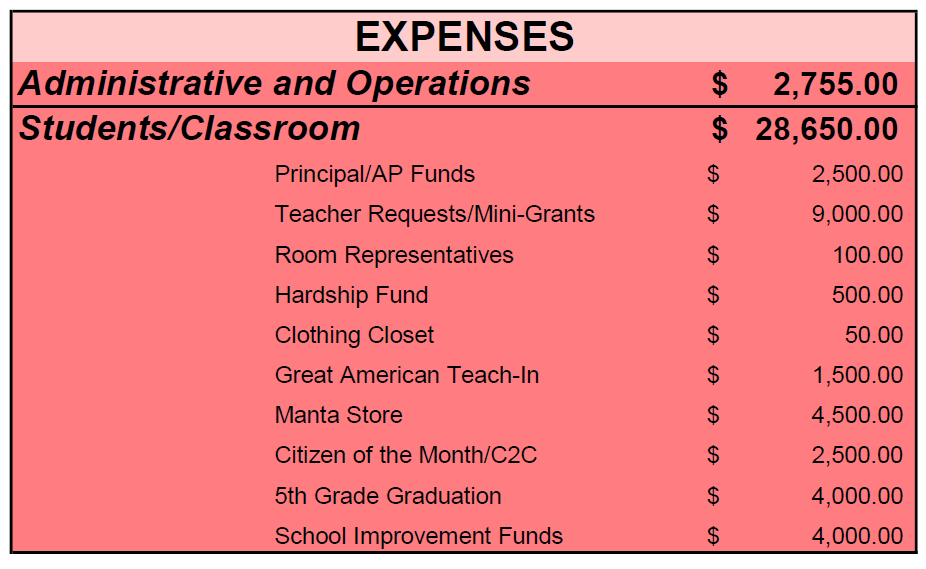 EXPENSES
Administrative and Operations $ 2,755.00
Students/Classroom $ 28,650.00
Principal/AP Funds $ 2,500.00
Teacher Requests/Mini-Grants $ 9,000.00
Room Representatives $ 100.00
Hardship Fund $ 500.00
Clothing Closet $ 50.00
Great American Teach-In $ 1,500.00
Manta Store $ 4,500.00
Citizen of the Month/C2C $ 2,500.00
5th Grade Graduation $ 4,000.00
School Improvement Funds $ 4,000.00